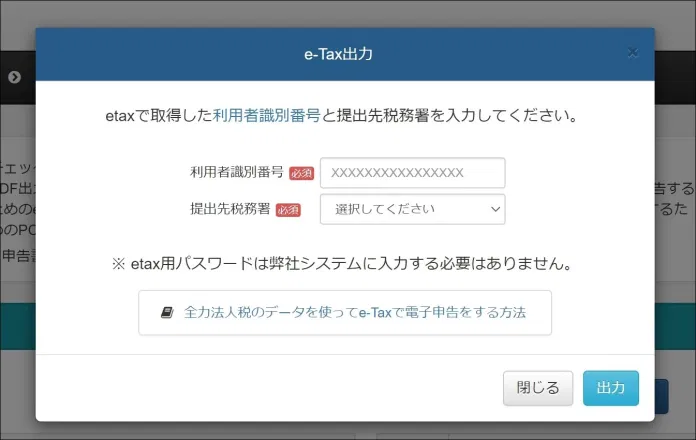 e-Tax出力
×
etaxで取得した利用者識別番号と提出先税務署を入力してください。
利用者識別番号 必須 XXXXXXXXXXXXXXXX
提出先税務署 必須 選択してください
※ etax用パスワードは弊社システムに入力する必要はありません。
全力法人税のデータを使ってe-Taxで電子申告をする方法
閉じる 出力